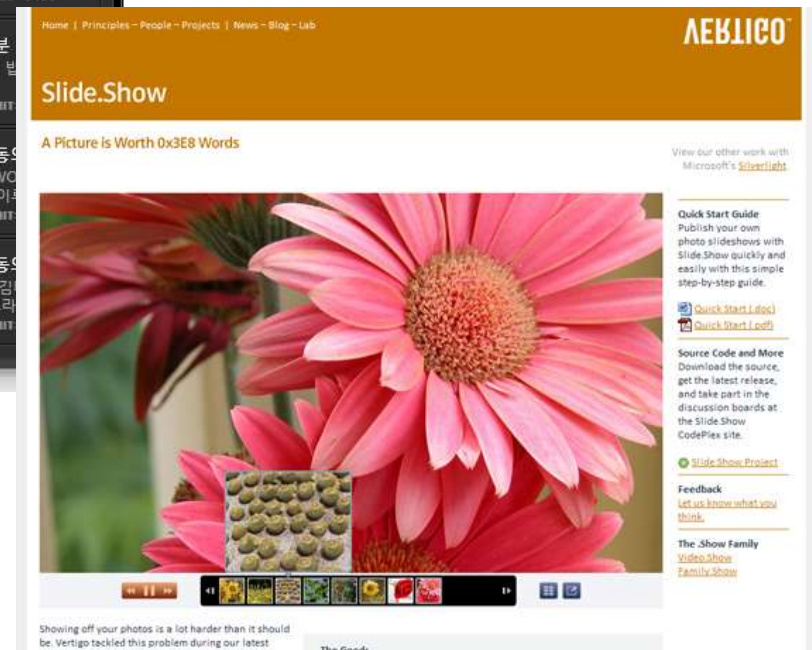 Home | Principles – People – Projects | News – Blog – Lab
VERTIGO™
Slide.Show
A Picture is Worth 0x3E8 Words
View our other work with
Microsoft's Silverlight.
Quick Start Guide
Publish your own
photo slideshows with
Slide.Show quickly and
easily with this simple
step-by-step guide.
Quick Start (.doc)
Quick Start (.pdf)
Source Code and More
Download the source,
get the latest release,
and take part in the
discussion boards at
the Slide.Show
CodePlex site.
Slide.Show Project
Feedback
Let us know what you
think.
The .Show Family
Video.Show
Family.Show
Showing off your photos is a lot harder than it should
be. Vertigo tackled this problem during our latest
The Goods